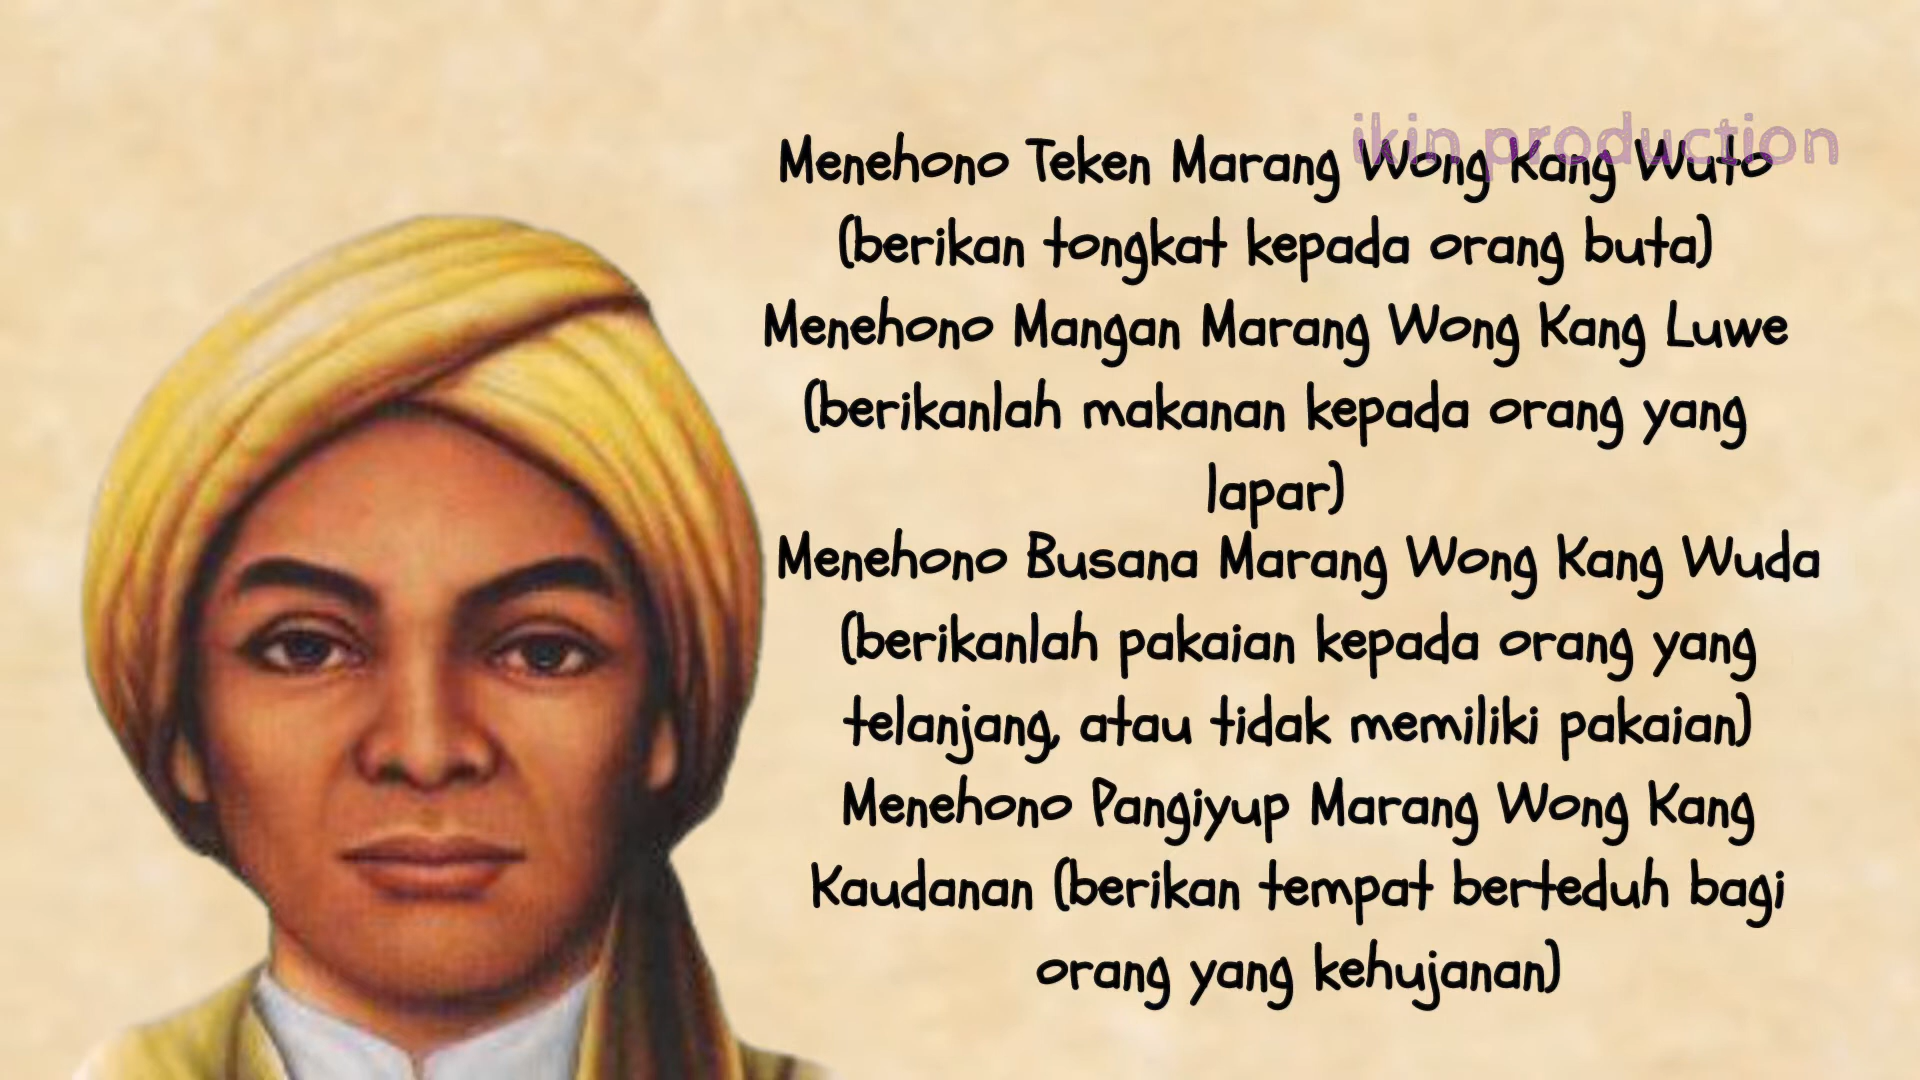 ikin production
Menehono Teken Marang Wong Kang Wuto
(berikan tongkat kepada orang buta)
Menehono Mangan Marang Wong Kang Luwe
(berikanlah makanan kepada orang yang
lapar)
Menehono Busana Marang Wong Kang Wuda
(berikanlah pakaian kepada orang yang
telanjang, atau tidak memiliki pakaian)
Menehono Pangiyup Marang Wong Kang
Kaudanan (berikan tempat berteduh bagi
orang yang kehujanan)